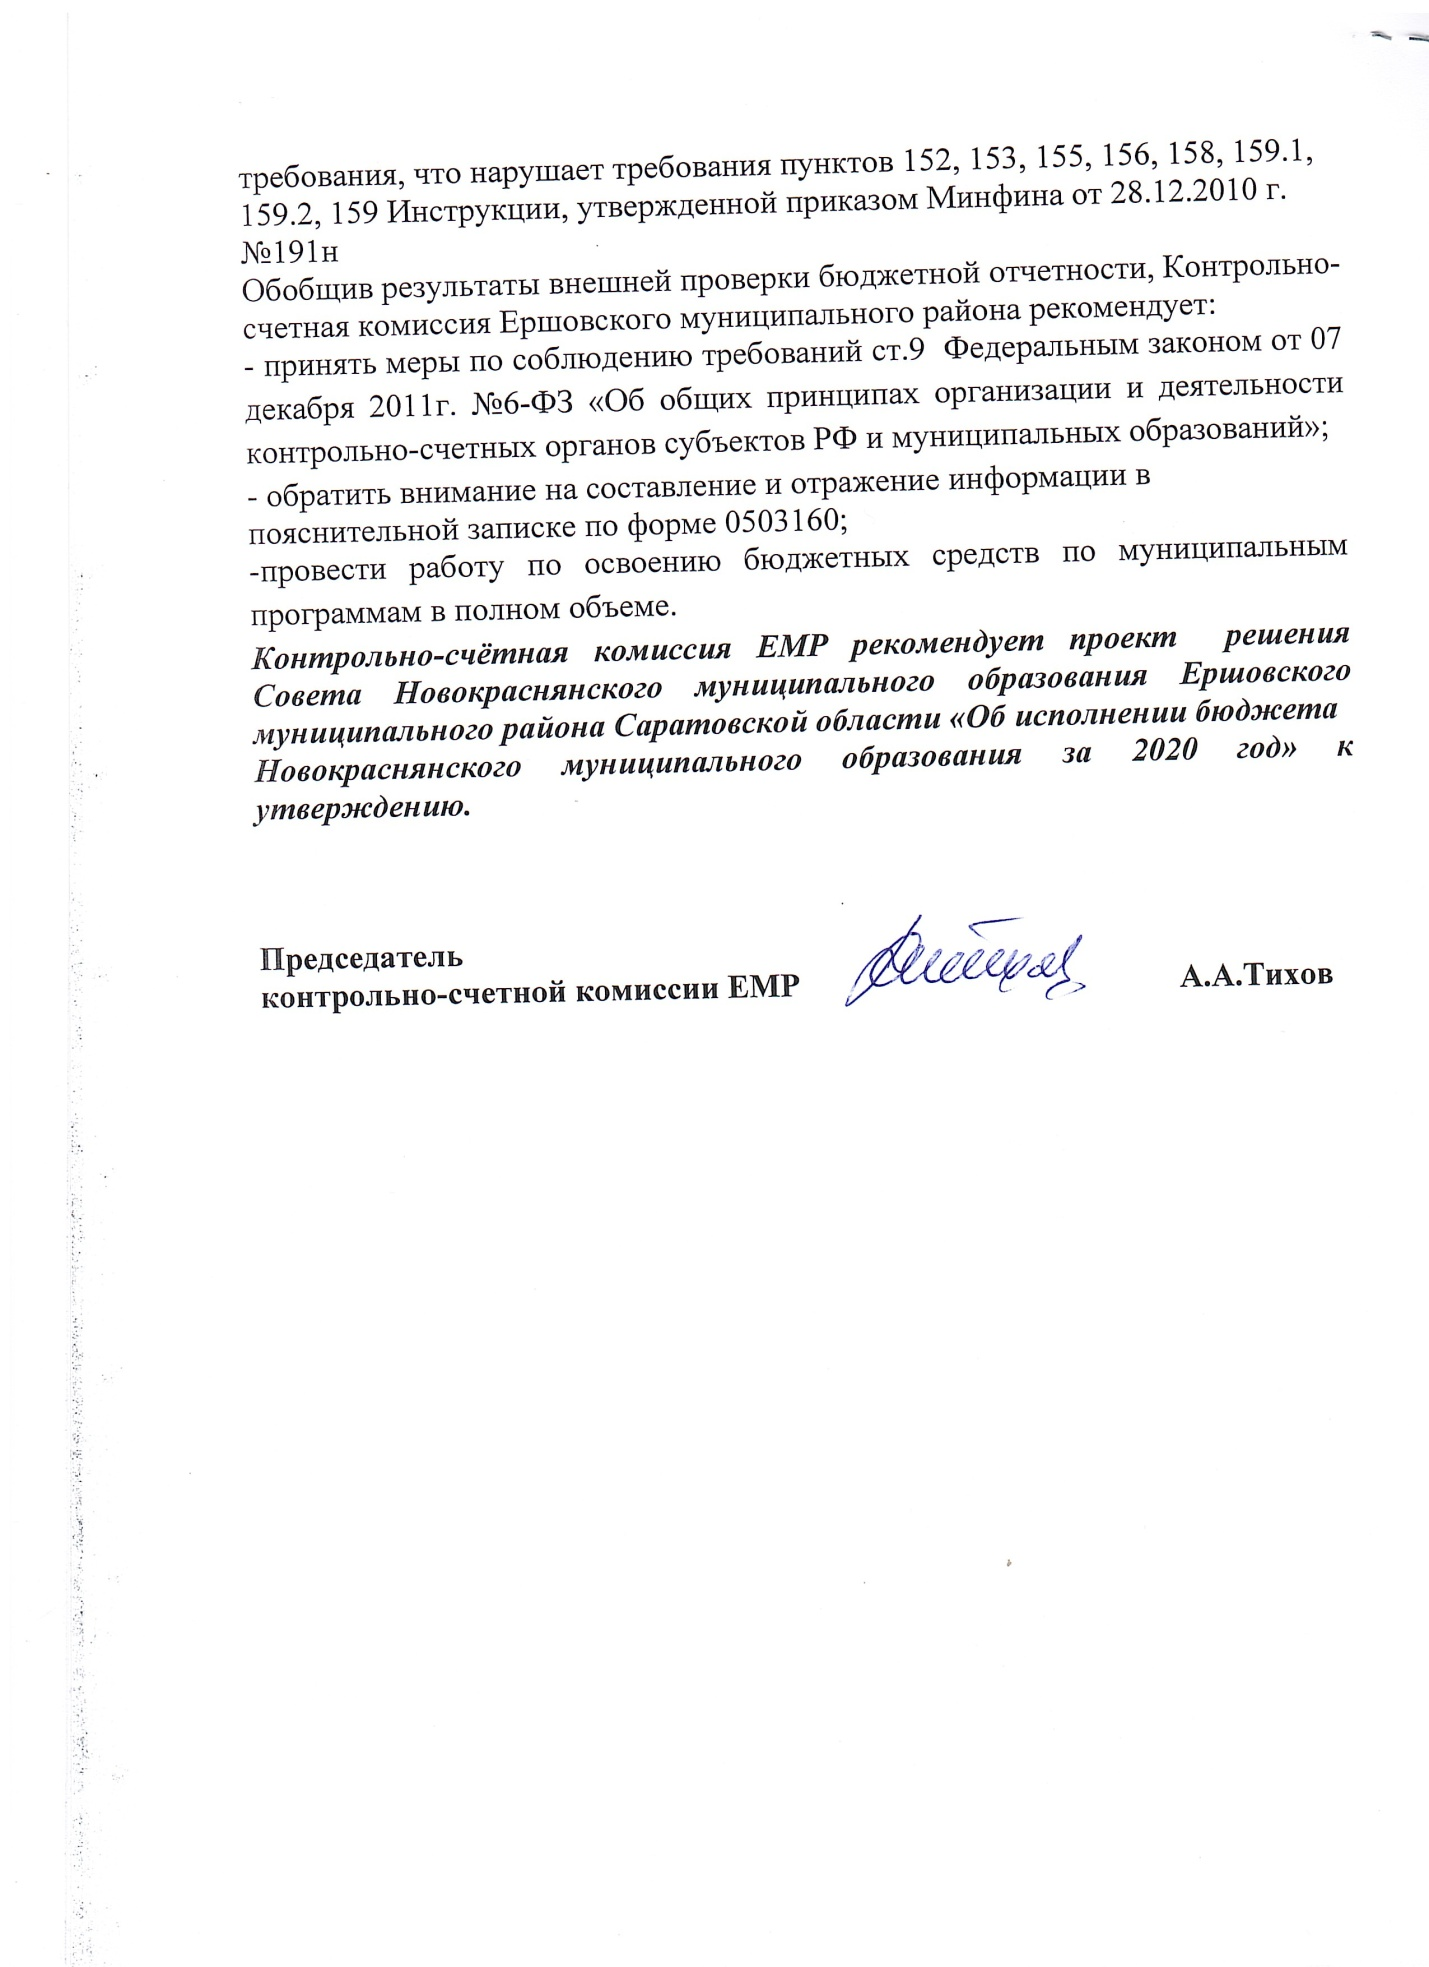 требования, что нарушает требования пунктов 152, 153, 155, 156, 158, 159.1,
159.2, 159 Инструкции, утвержденной приказом Минфина от 28.12.2010 г.
№191н
Обобщив результаты внешней проверки бюджетной отчетности, Контрольно-
счетная комиссия Ершовского муниципального района рекомендует:
- принять меры по соблюдению требований ст.9 Федеральным законом от 07
декабря 2011г. №6-ФЗ «Об общих принципах организации и деятельности
контрольно-счетных органов субъектов РФ и муниципальных образований»;
- обратить внимание на составление и отражение информации в
пояснительной записке по форме 0503160;
-провести работу по освоению бюджетных средств по муниципальным
программам в полном объеме.
Контрольно-счётная комиссия ЕМР рекомендует проект решения
Совета Новокраснянского муниципального образования Ершовского
муниципального района Саратовской области «Об исполнении бюджета
Новокраснянского муниципального образования за 2020 год» к
утверждению.
Председатель
контрольно-счетной комиссии ЕМР А.А.Тихов